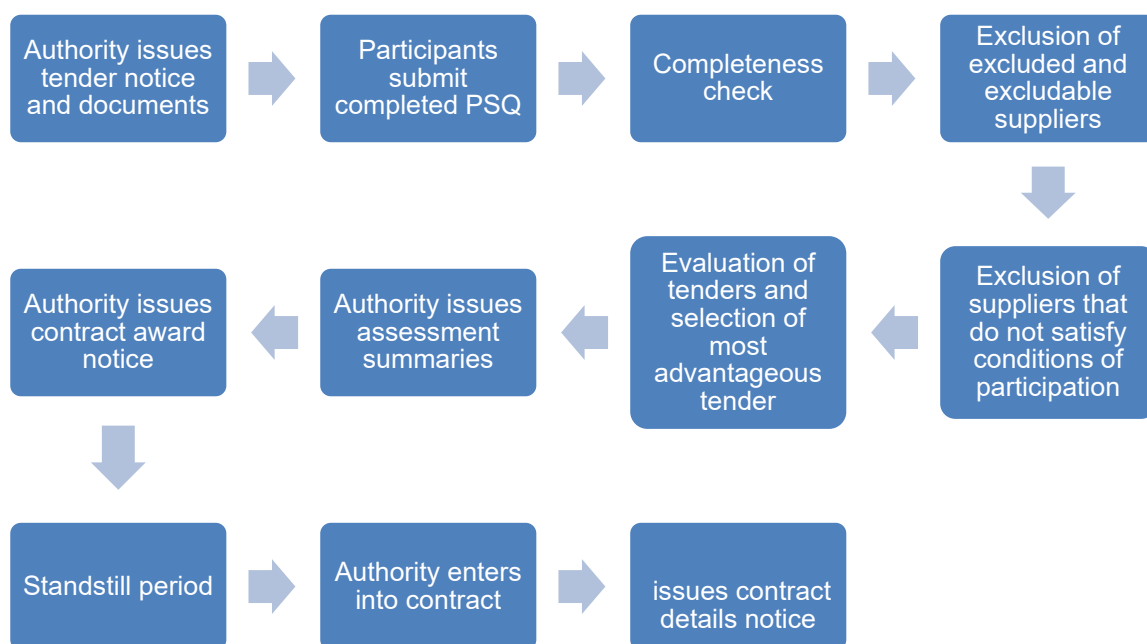 Authority issues
tender notice
and documents
Participants
submit
completed PSQ
Completeness
check
Exclusion of
excluded and
excludable
suppliers
Exclusion of
suppliers that
do not satisfy
conditions of
participation
Evaluation of
tenders and
selection of
most
advantageous
tender
Authority issues
assessment
summaries
Authority issues
contract award
notice
Standstill period
Authority enters
into contract
issues contract
details notice